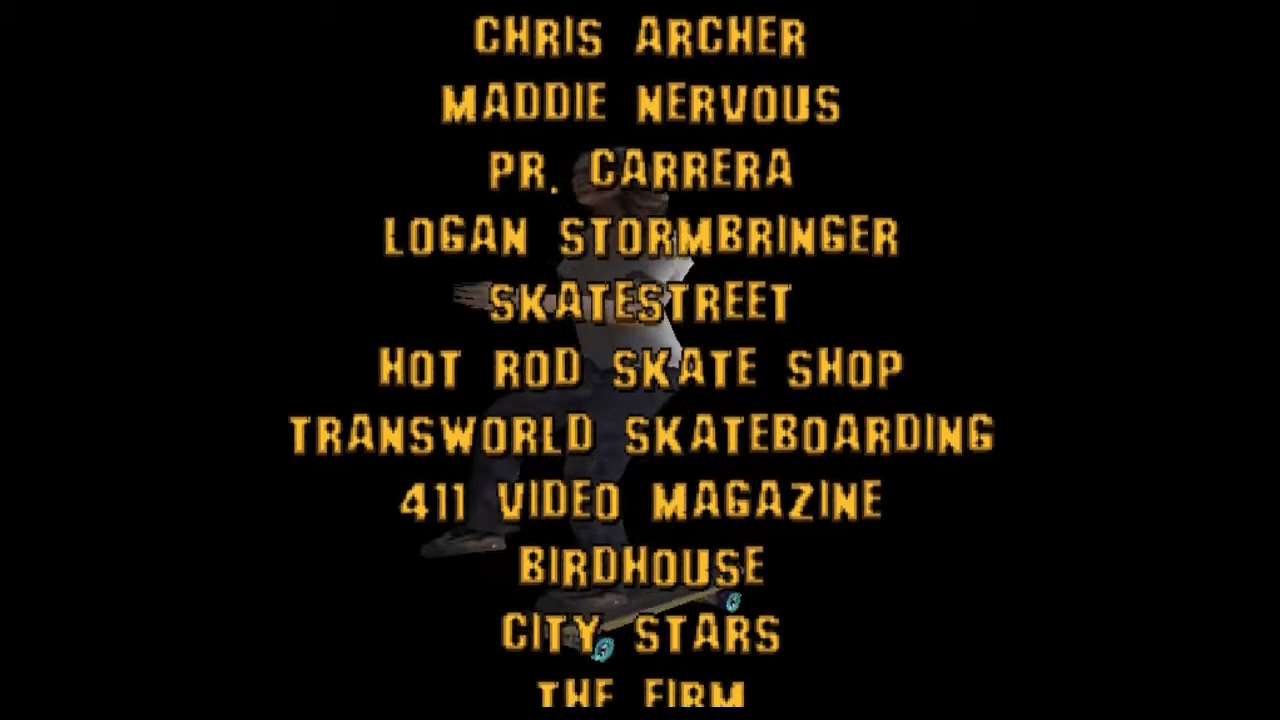 CHRIS ARCHER
MADDIE NERVOUS
PR. CARRERA
LOGAN STORMBRINGER
SKATESTREET
HOT ROD SKATE SHOP
TRANSWORLD SKATEBOARDING
411 VIDEO MAGAZINE
BIRDHOUSE
CITY STARS
THE FIRM